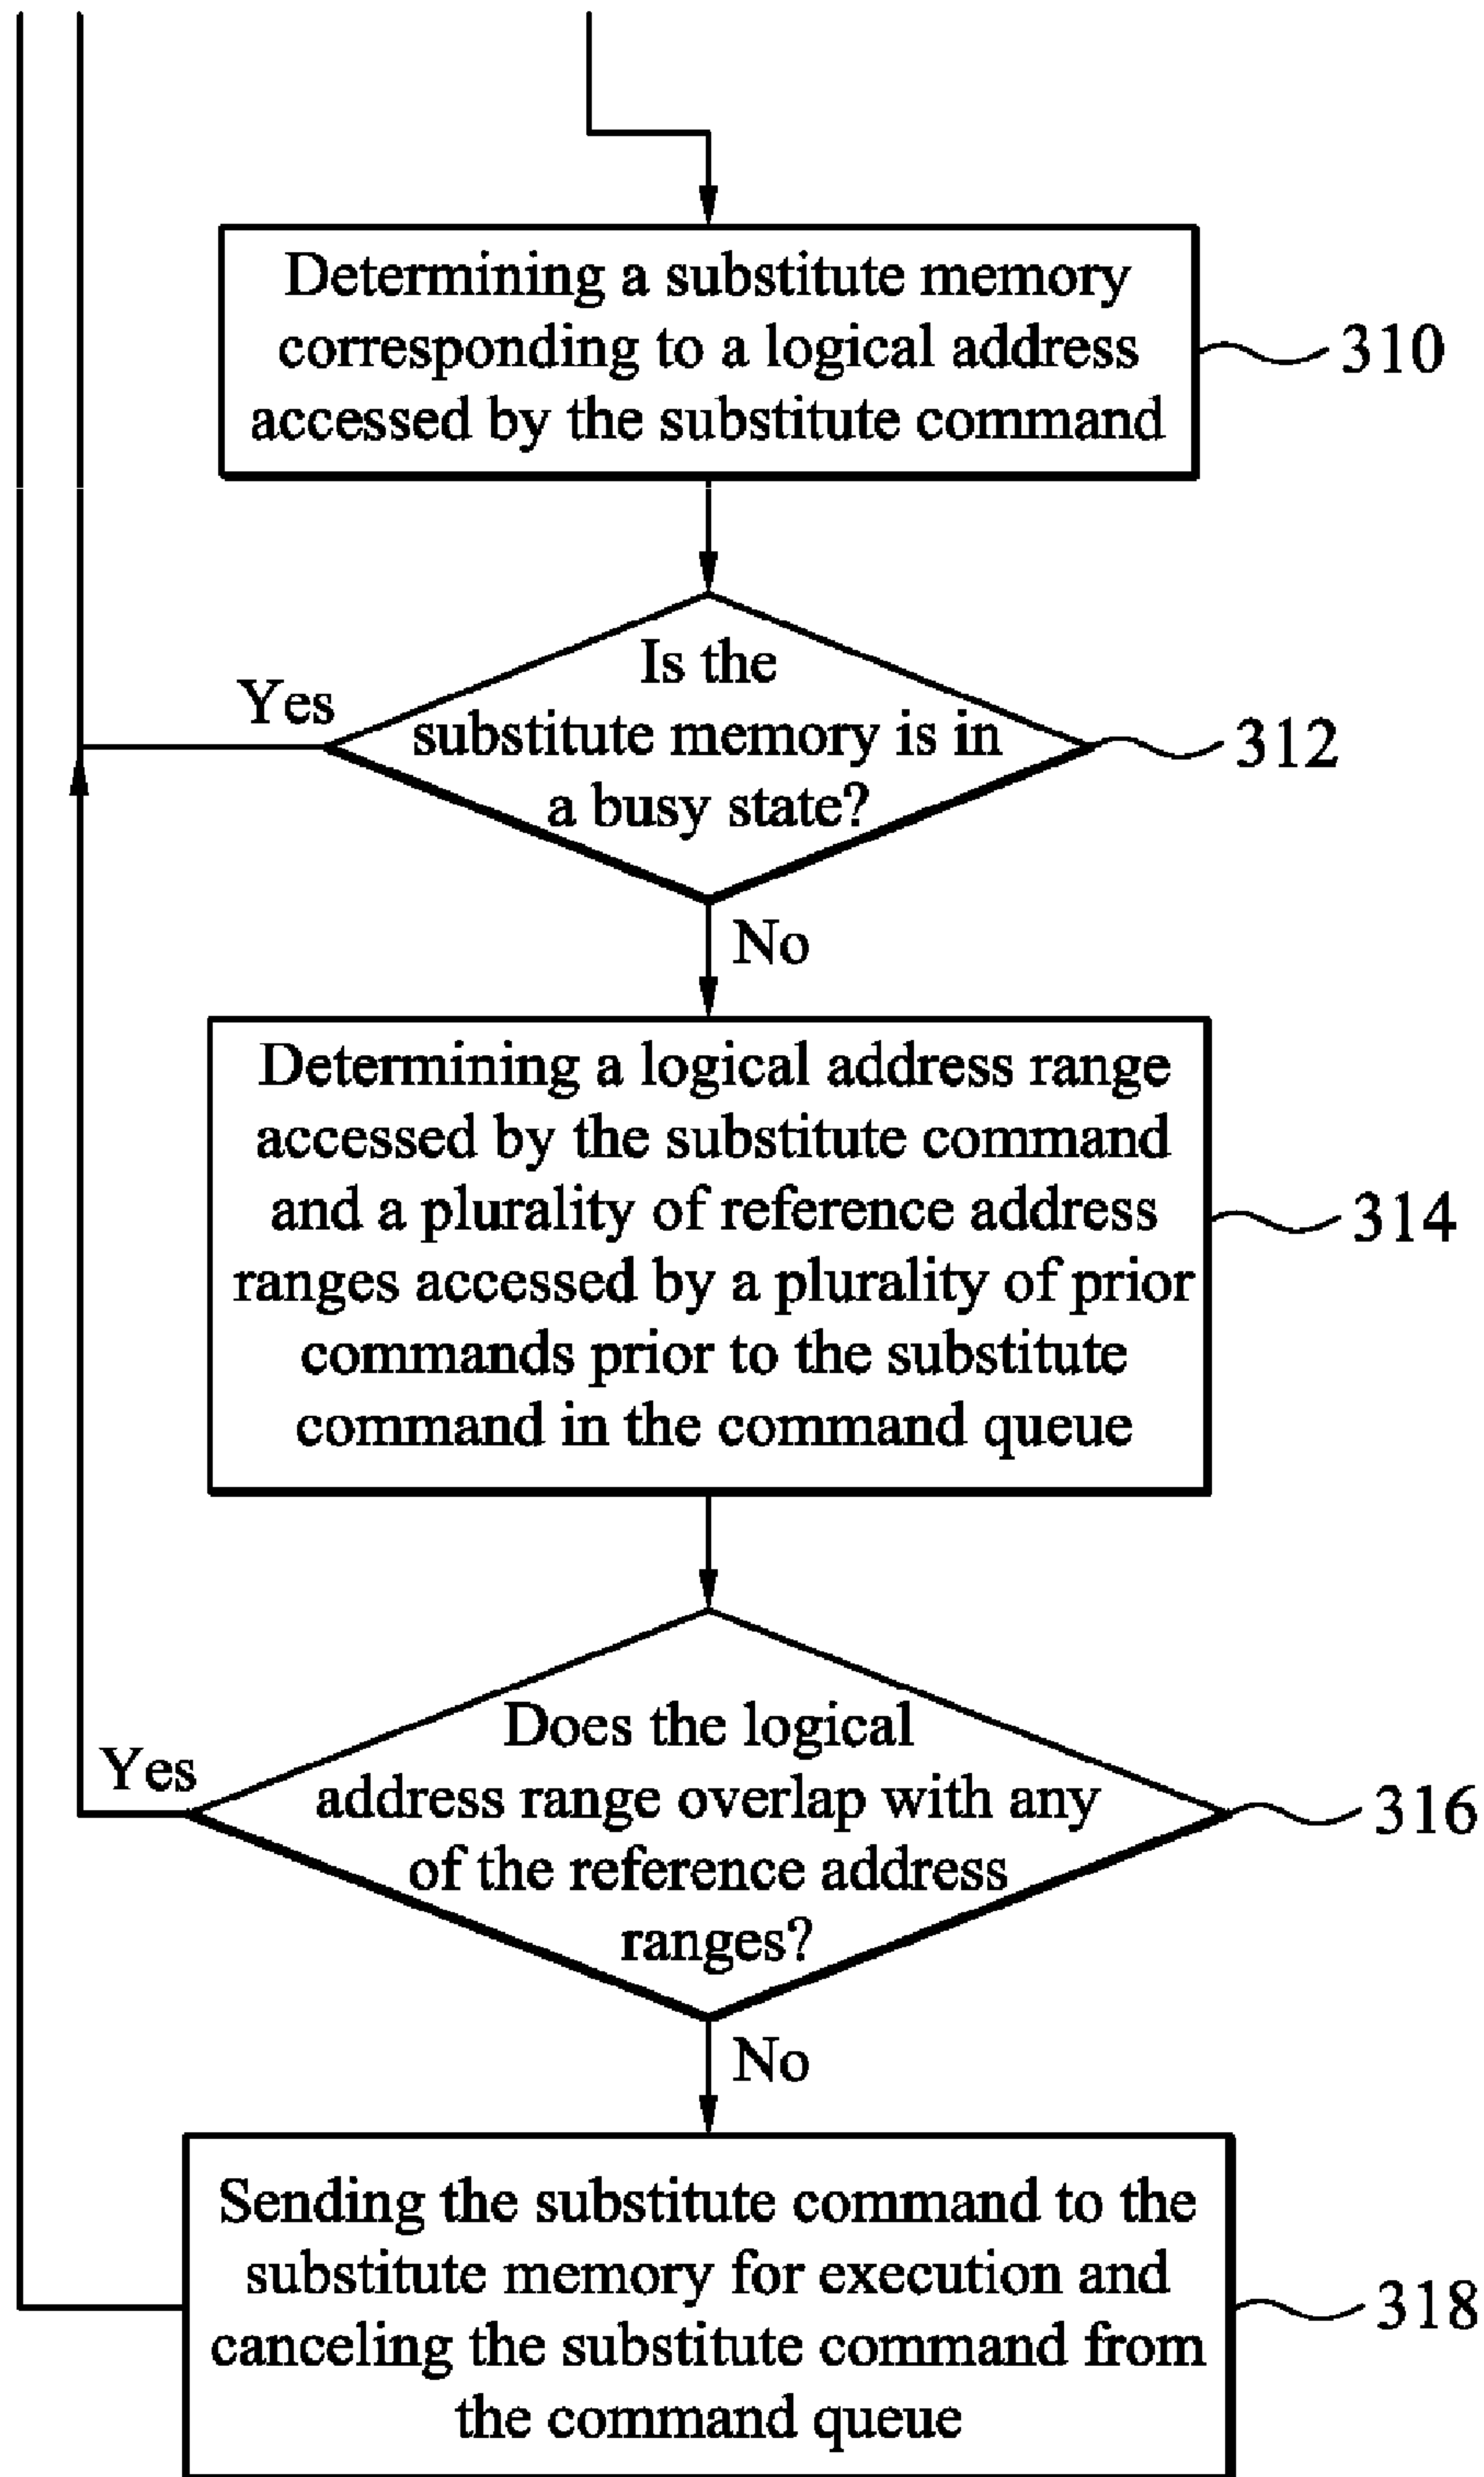 Determining a substitute memory
corresponding to a logical address
accessed by the substitute command
310
Is the
substitute memory is in
a busy state?
Yes
312
No
Determining a logical address range
accessed by the substitute command
and a plurality of reference address
ranges accessed by a plurality of prior
commands prior to the substitute
command in the command queue
314
Does the logical
address range overlap with any
of the reference address
ranges?
Yes
316
No
Sending the substitute command to the
substitute memory for execution and
canceling the substitute command from
the command queue
318